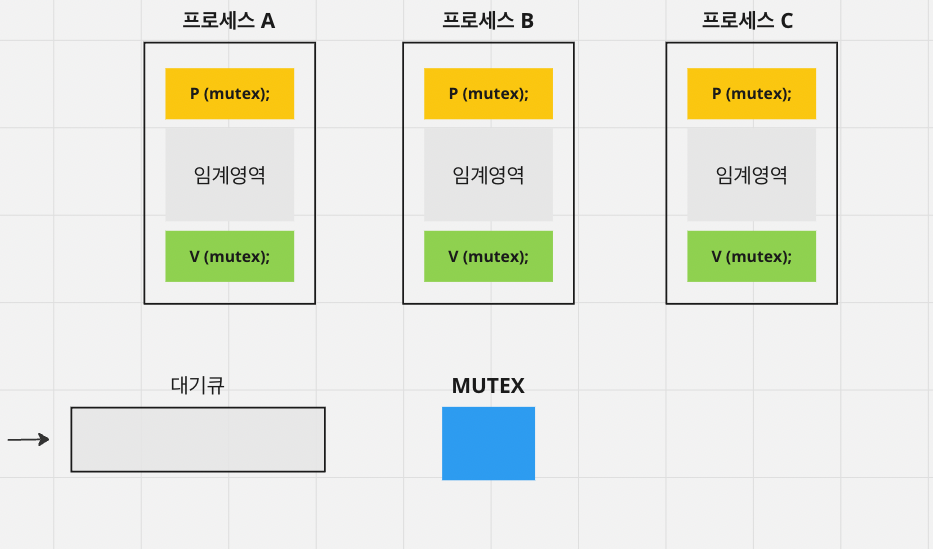 프로세스 A
프로세스 B
프로세스 C
P (mutex);
P (mutex);
P (mutex);
임계영역
임계영역
임계영역
V (mutex);
V (mutex);
V (mutex);
대기큐
MUTEX